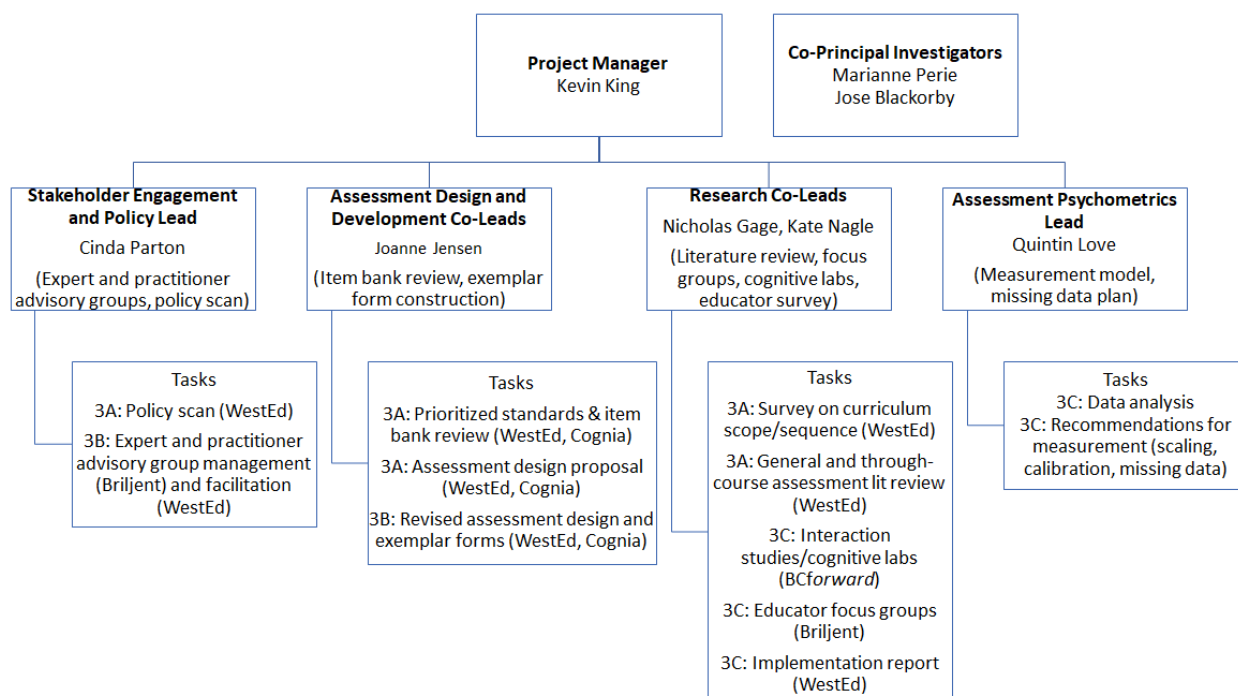 Project Manager
Kevin King
Co-Principal Investigators
Marianne Perie
Jose Blackorby
Stakeholder Engagement
and Policy Lead
Cinda Parton
(Expert and practitioner
advisory groups, policy scan)
Assessment Design and
Development Co-Leads
Joanne Jensen
(Item bank review, exemplar
form construction)
Research Co-Leads
Nicholas Gage, Kate Nagle
(Literature review, focus
groups, cognitive labs,
educator survey)
Assessment Psychometrics
Lead
Quintin Love
(Measurement model,
missing data plan)
Tasks
3A: Policy scan (WestEd)
3B: Expert and practitioner
advisory group management
(Briljent) and facilitation
(WestEd)
Tasks
3A: Prioritized standards & item
bank review (WestEd, Cognia)
3A: Assessment design proposal
(WestEd, Cognia)
3B: Revised assessment design and
exemplar forms (WestEd, Cognia)
Tasks
3A: Survey on curriculum
scope/sequence (WestEd)
3A: General and through-
course assessment lit review
(WestEd)
3C: Interaction
studies/cognitive labs
(BCforward)
3C: Educator focus groups
(Briljent)
3C: Implementation report
(WestEd)
Tasks
3C: Data analysis
3C: Recommendations for
measurement (scaling,
calibration, missing data)